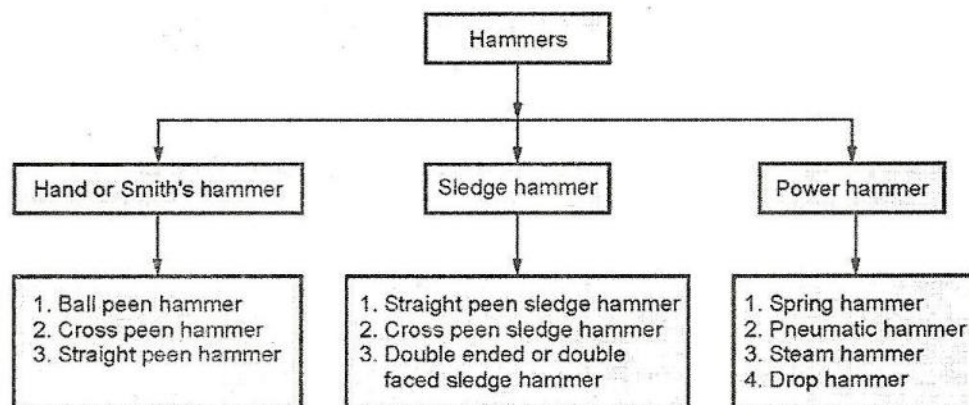 Hammers
Hand or Smith's hammer
Sledge hammer
Power hammer
1. Ball peen hammer
2. Cross peen hammer
3. Straight peen hammer
1. Straight peen sledge hammer
2. Cross peen sledge hammer
3. Double ended or double
faced sledge hammer
1. Spring hammer
2. Pneumatic hammer
3. Steam hammer
4. Drop hammer